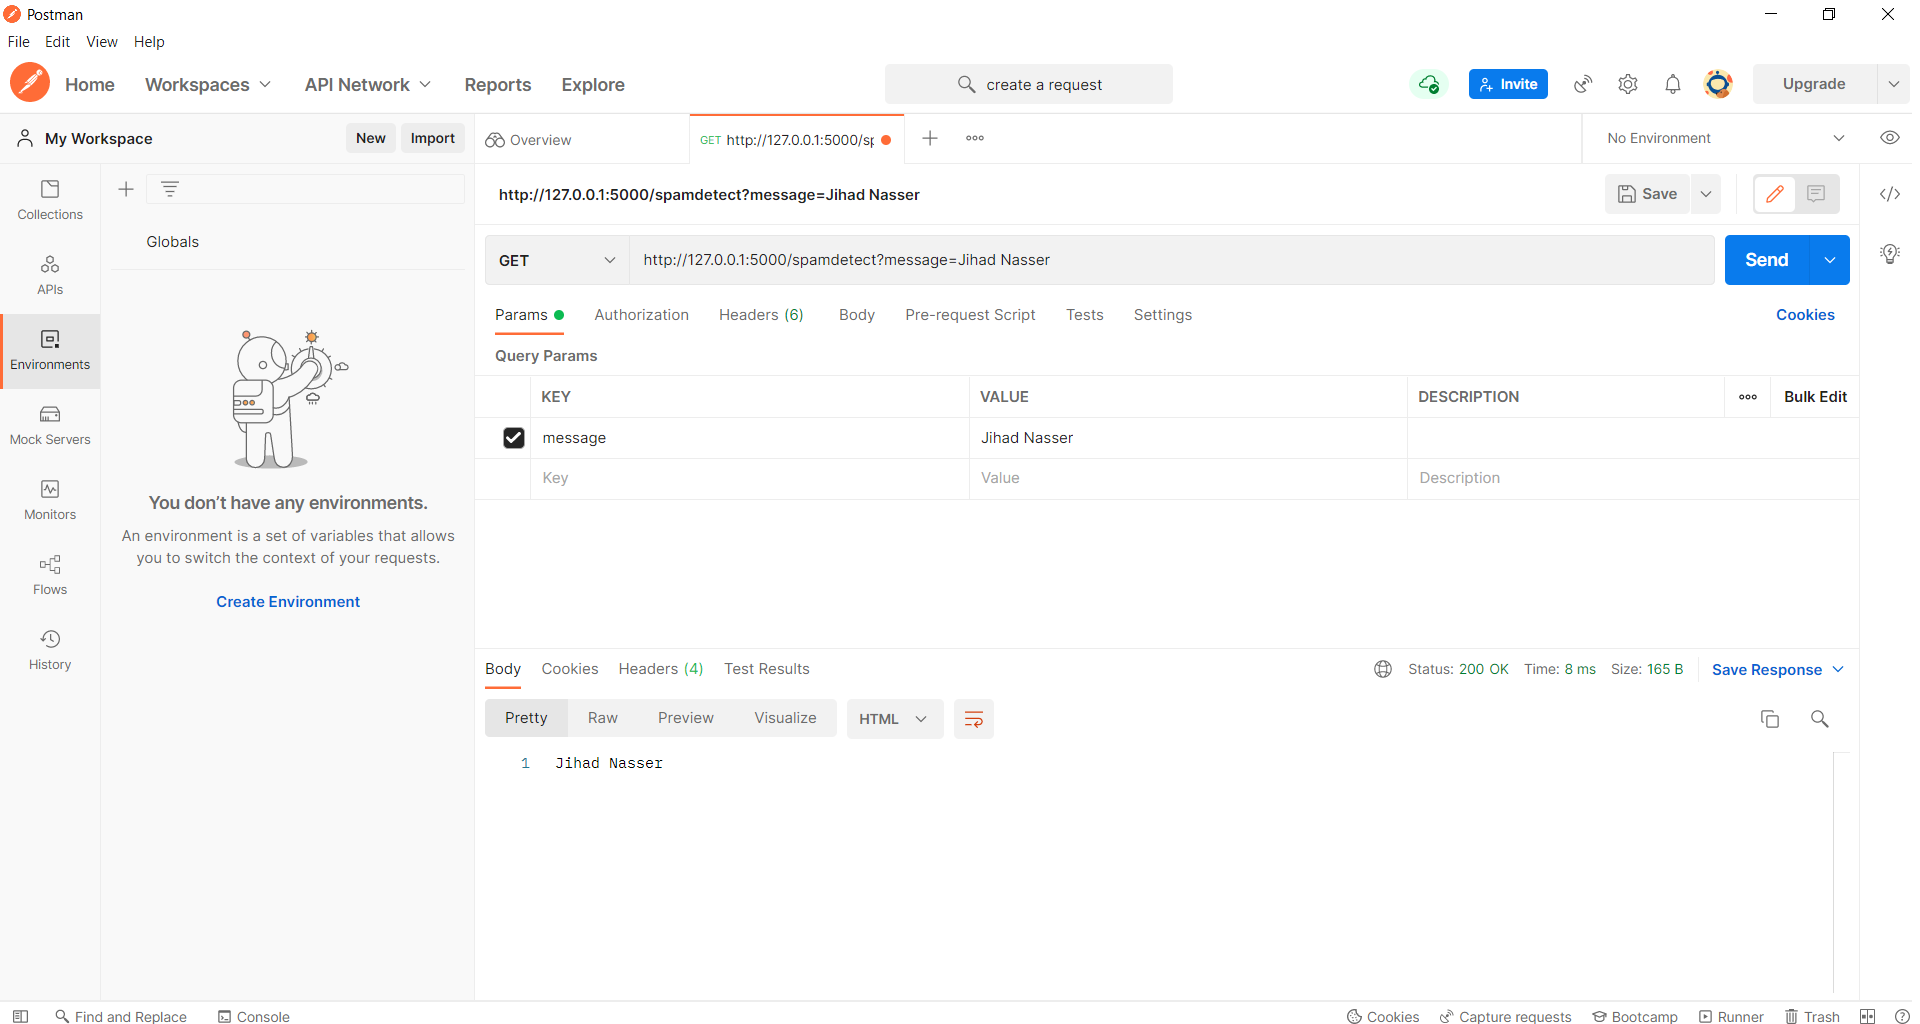 Postman
File Edit View Help
Home Workspaces API Network Reports Explore create a request Invite Upgrade
My Workspace New Import Overview GET http://127.0.0.1:5000/sp No Environment
http://127.0.0.1:5000/spamdetect?message=Jihad Nasser Save
Collections
Globals
GET http://127.0.0.1:5000/spamdetect?message=Jihad Nasser Send
APIs
Params Authorization Headers (6) Body Pre-request Script Tests Settings Cookies
Query Params
Environments
KEY VALUE DESCRIPTION Bulk Edit
message Jihad Nasser
Mock Servers
Key Value Description
You don’t have any environments.
Monitors
An environment is a set of variables that allows
you to switch the context of your requests.
Flows
Create Environment
History
Body Cookies Headers (4) Test Results Status: 200 OK Time: 8 ms Size: 165 B Save Response
Pretty Raw Preview Visualize HTML
1 Jihad Nasser
Find and Replace Console Cookies Capture requests Bootcamp Runner Trash